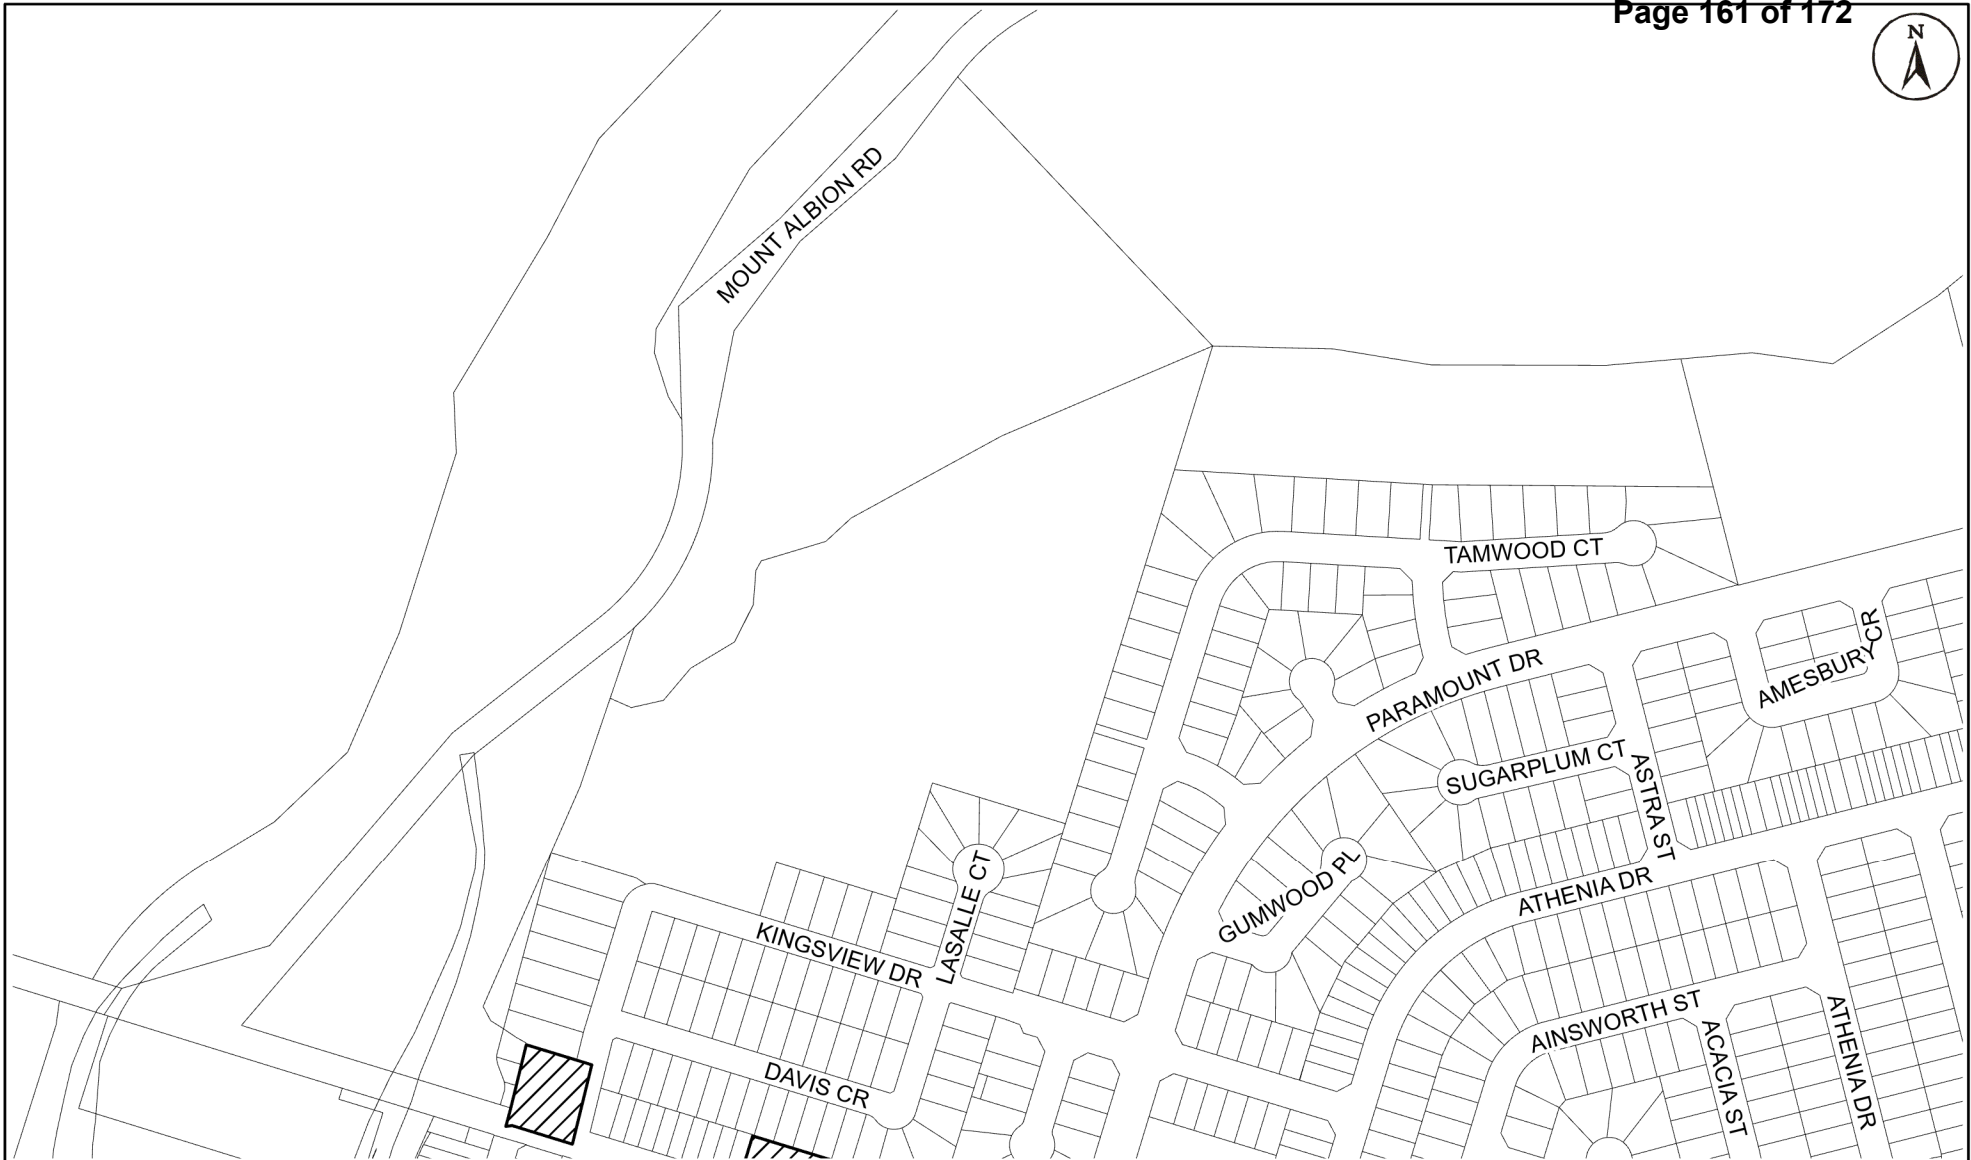 Page 161 of 172
N
MOUNT ALBION RD
TAMWOOD CT
AMESBURY CR
PARAMOUNT DR
SUGARPLUM CT
ASTRA ST
GUMWOOD PL
ATHENIA DR
LASALLE CT
KINGSVIEW DR
AINSWORTH ST
ACACIA ST
ATHENIA DR
DAVIS CR